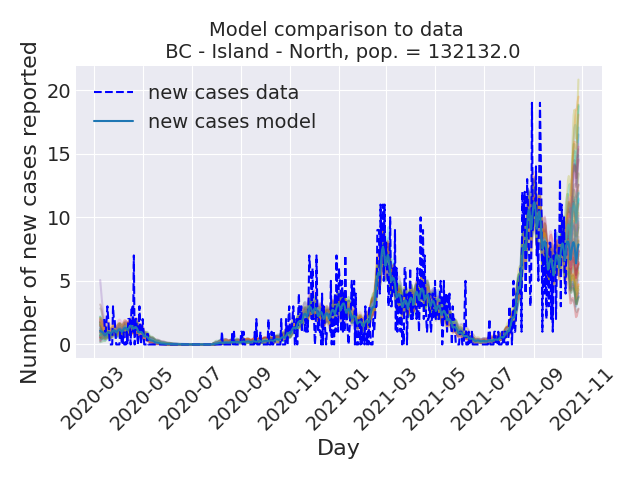 Model comparison to data
BC - Island - North, pop. = 132132.0
Number of new cases reported
20
15
10
5
0
new cases data
new cases model
2020-03
2020-05
2020-07
2020-09
2020-11
2021-01
2021-03
2021-05
2021-07
2021-09
2021-11
Day